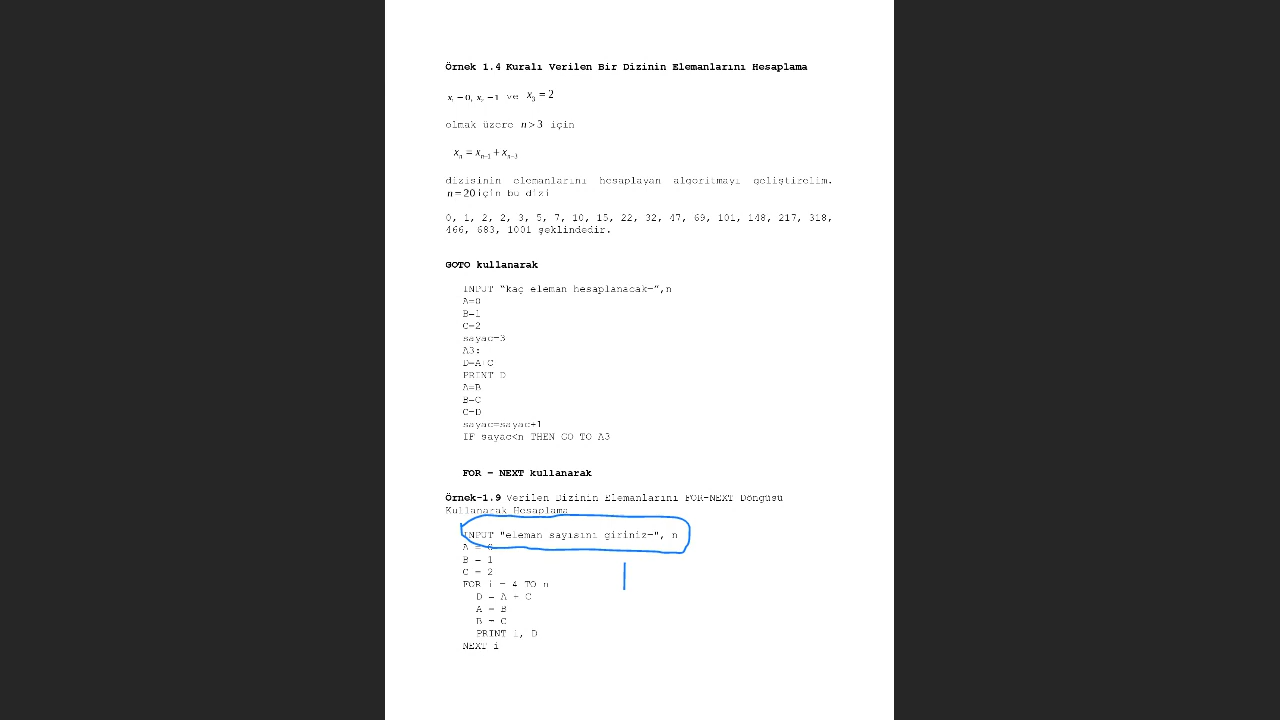 Örnek 1.4 Kuralı Verilen Bir Dizinin Elemanlarını Hesaplama
x₁=0, x₂=1 ve x₃=2
olmak üzere n>3 için
xₙ = xₙ₋₁ + xₙ₋₃
dizisinin elemanlarını hesaplayan algoritmayı geliştirelim.
n=20 için bu dizi
0, 1, 2, 2, 3, 5, 7, 10, 15, 22, 32, 47, 69, 101, 148, 217, 318,
466, 683, 1001 şeklindedir.
GOTO kullanarak
INPUT “kaç eleman hesaplanacak=”,n
A=0
B=1
C=2
sayac=3
A3:
D=A+C
PRINT D
A=B
B=C
C=D
sayac=sayac+1
IF sayac<n THEN GO TO A3
FOR – NEXT kullanarak
Örnek-1.9 Verilen Dizinin Elemanlarını FOR-NEXT Döngüsü
Kullanarak Hesaplama
INPUT "eleman sayısını giriniz=", n
A = 0
B = 1
C = 2
FOR i = 4 TO n
D = A + C
A = B
B = C
PRINT i, D
NEXT i